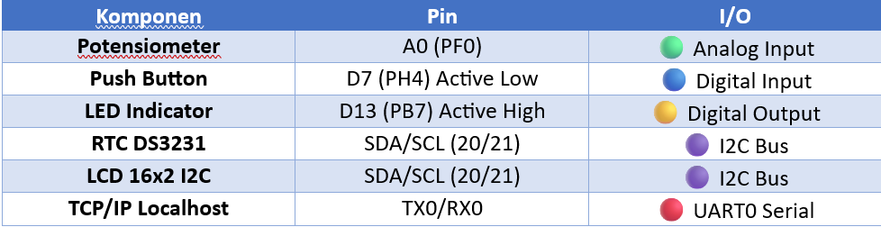 Komponen Pin I/O
Potensiometer A0 (PF0) Analog Input
Push Button D7 (PH4) Active Low Digital Input
LED Indicator D13 (PB7) Active High Digital Output
RTC DS3231 SDA/SCL (20/21) I2C Bus
LCD 16x2 I2C SDA/SCL (20/21) I2C Bus
TCP/IP Localhost TX0/RX0 UART0 Serial